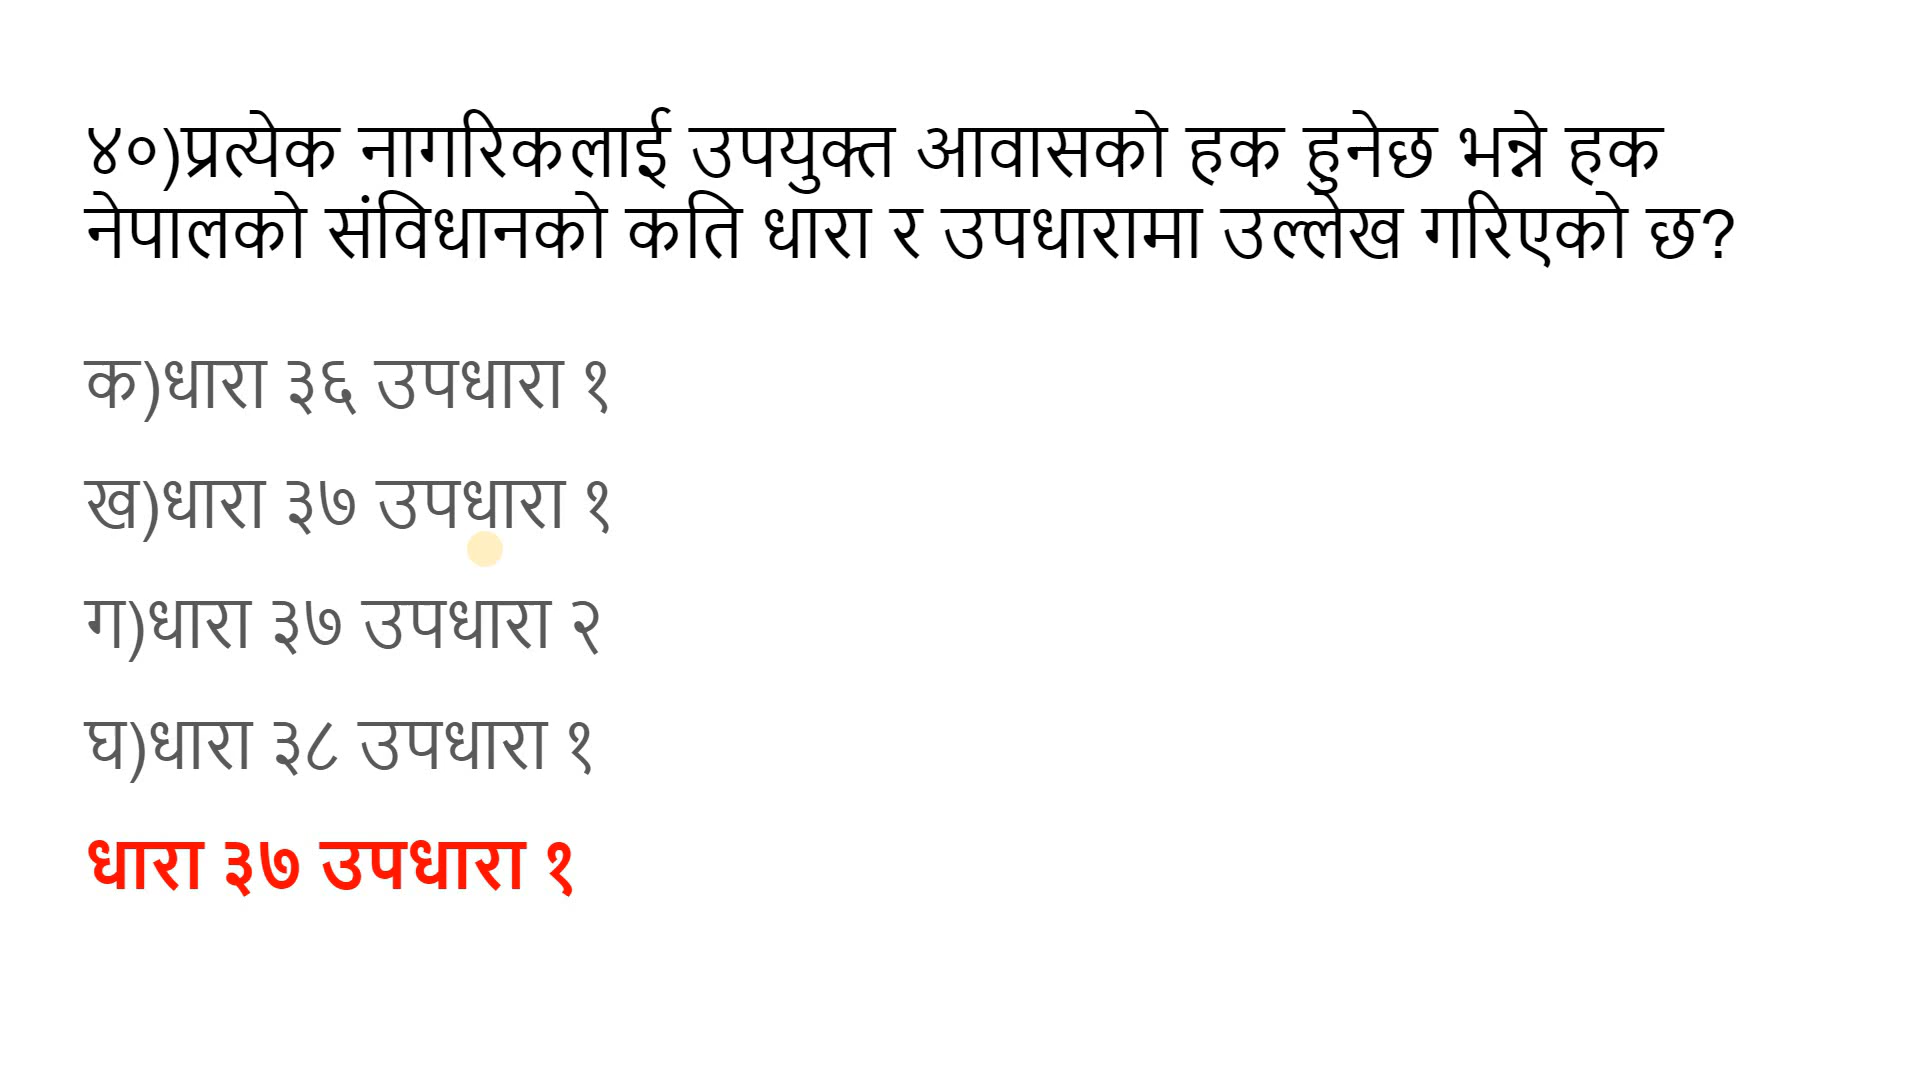 ४०)प्रत्येक नागरिकलाई उपयुक्त आवासको हक हुनेछ भन्ने हक
नेपालको संविधानको कति धारा र उपधारामा उल्लेख गरिएको छ?
क)धारा ३६ उपधारा १
ख)धारा ३७ उपधारा १
ग)धारा ३७ उपधारा २
घ)धारा ३८ उपधारा १
धारा ३७ उपधारा १